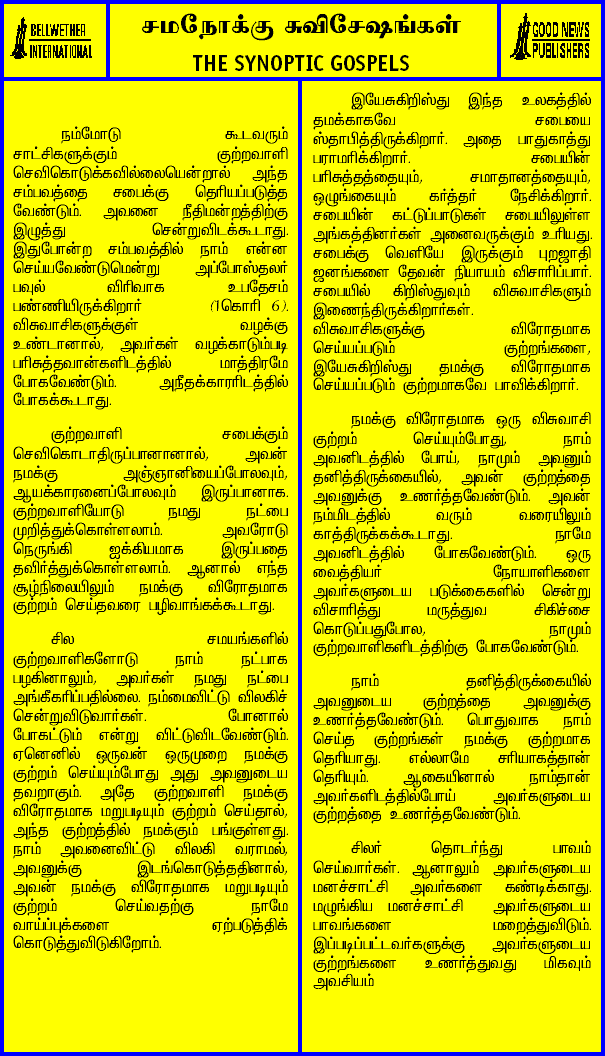 BELLWETHER
INTERNATIONAL
சமநோக்கு சுவிசேஷங்கள்
THE SYNOPTIC GOSPELS
GOOD NEWS
PUBLISHERS
நம்மோடு கூடவரும்
சாட்சிகளுக்கும் குற்றவாளி
செவிகொடுக்கவில்லையென்றால் அந்த
சம்பவத்தை சபைக்கு தெரியப்படுத்த
வேண்டும். அவனை நீதிமன்றத்திற்கு
இழுத்து சென்றுவிடக்கூடாது.
இதுபோன்ற சம்பவத்தில் நாம் என்ன
செய்யவேண்டுமென்று அப்போஸ்தலர்
பவுல் விரிவாக உபதேசம்
பண்ணியிருக்கிறார் (1கொரி 6).
விசுவாசிகளுக்குள் வழக்கு
உண்டானால், அவர்கள் வழக்காடும்படி
பரிசுத்தவான்களிடத்தில் மாத்திரமே
போகவேண்டும். அநீதக்காரரிடத்தில்
போகக்கூடாது.
குற்றவாளி சபைக்கும்
செவிகொடாதிருப்பானானால், அவன்
நமக்கு அஞ்ஞானியைப்போலவும்,
ஆயக்காரனைப்போலவும் இருப்பானாக.
குற்றவாளியோடு நமது நட்பை
முறித்துக்கொள்ளலாம். அவரோடு
நெருங்கி ஐக்கியமாக இருப்பதை
தவிர்த்துக்கொள்ளலாம். ஆனால் எந்த
சூழ்நிலையிலும் நமக்கு விரோதமாக
குற்றம் செய்தவரை பழிவாங்கக்கூடாது.
சில சமயங்களில்
குற்றவாளிகளோடு நாம் நட்பாக
பழகினாலும், அவர்கள் நமது நட்பை
அங்கீகரிப்பதில்லை. நம்மைவிட்டு விலகிச்
சென்றுவிடுவார்கள். போனால்
போகட்டும் என்று விட்டுவிடவேண்டும்.
ஏனெனில் ஒருவன் ஒருமுறை நமக்கு
குற்றம் செய்யும்போது அது அவனுடைய
தவறாகும். அதே குற்றவாளி நமக்கு
விரோதமாக மறுபடியும் குற்றம் செய்தால்,
அந்த குற்றத்தில் நமக்கும் பங்குள்ளது.
நாம் அவனைவிட்டு விலகி வராமல்,
அவனுக்கு இடங்கொடுத்ததினால்,
அவன் நமக்கு விரோதமாக மறுபடியும்
குற்றம் செய்வதற்கு நாமே
வாய்ப்புக்களை ஏற்படுத்திக்
கொடுத்துவிடுகிறோம்.
இயேசுகிறிஸ்து இந்த உலகத்தில்
தமக்காகவே சபையை
ஸ்தாபித்திருக்கிறார். அதை பாதுகாத்து
பராமரிக்கிறார். சபையின்
பரிசுத்தத்தையும், சமாதானத்தையும்,
ஒழுங்கையும் கர்த்தர் நேசிக்கிறார்.
சபையின் கட்டுப்பாடுகள் சபையிலுள்ள
அங்கத்தினர்கள் அனைவருக்கும் உரியது.
சபைக்கு வெளியே இருக்கும் புறஜாதி
ஜனங்களை தேவன் நியாயம் விசாரிப்பார்.
சபையில் கிறிஸ்துவும் விசுவாசிகளும்
இணைந்திருக்கிறார்கள்.
விசுவாசிகளுக்கு விரோதமாக
செய்யப்படும் குற்றங்களை,
இயேசுகிறிஸ்து தமக்கு விரோதமாக
செய்யப்படும் குற்றமாகவே பாவிக்கிறார்.
நமக்கு விரோதமாக ஒரு விசுவாசி
குற்றம் செய்யும்போது, நாம்
அவனிடத்தில் போய், நாமும் அவனும்
தனித்திருக்கையில், அவன் குற்றத்தை
அவனுக்கு உணர்த்தவேண்டும். அவன்
நம்மிடத்தில் வரும் வரையிலும்
காத்திருக்கக்கூடாது. நாமே
அவனிடத்தில் போகவேண்டும். ஒரு
வைத்தியர் நோயாளிகளை
அவர்களுடைய படுக்கைகளில் சென்று
விசாரித்து மருத்துவ சிகிச்சை
கொடுப்பதுபோல, நாமும்
குற்றவாளிகளிடத்திற்கு போகவேண்டும்.
நாம் தனித்திருக்கையில்
அவனுடைய குற்றத்தை அவனுக்கு
உணர்த்தவேண்டும். பொதுவாக நாம்
செய்த குற்றங்கள் நமக்கு குற்றமாக
தெரியாது. எல்லாமே சரியாகத்தான்
தெரியும். ஆகையினால் நாம்தான்
அவர்களிடத்தில்போய் அவர்களுடைய
குற்றத்தை உணர்த்தவேண்டும்.
சிலர் தொடர்ந்து பாவம்
செய்வார்கள். ஆனாலும் அவர்களுடைய
மனச்சாட்சி அவர்களை கண்டிக்காது.
மழுங்கிய மனச்சாட்சி அவர்களுடைய
பாவங்களை மறைத்துவிடும்.
இப்படிப்பட்டவர்களுக்கு அவர்களுடைய
குற்றங்களை உணர்த்துவது மிகவும்
அவசியம்